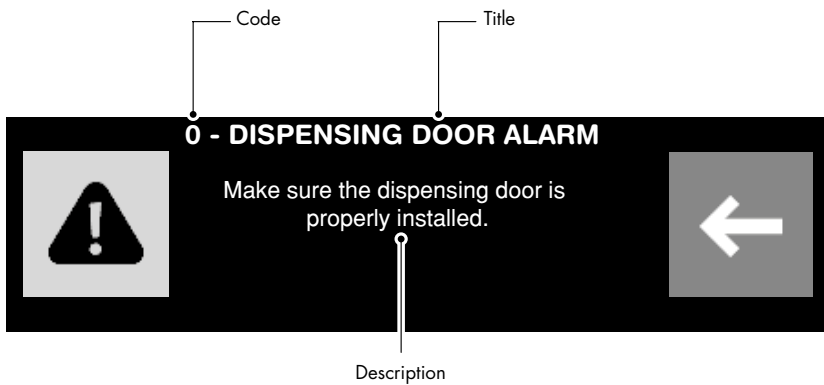 Code
Title
0 - DISPENSING DOOR ALARM
Make sure the dispensing door is
properly installed.
Description